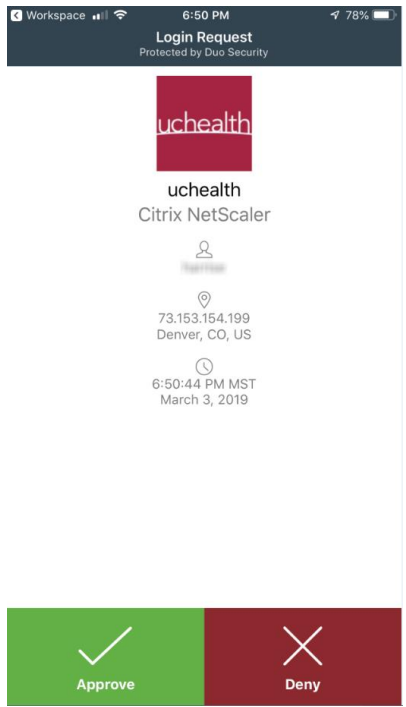 Workspace 6:50 PM 78%
Login Request
Protected by Duo Security
uchealth
uchealth
Citrix NetScaler
73.153.154.199
Denver, CO, US
6:50:44 PM MST
March 3, 2019
Approve Deny